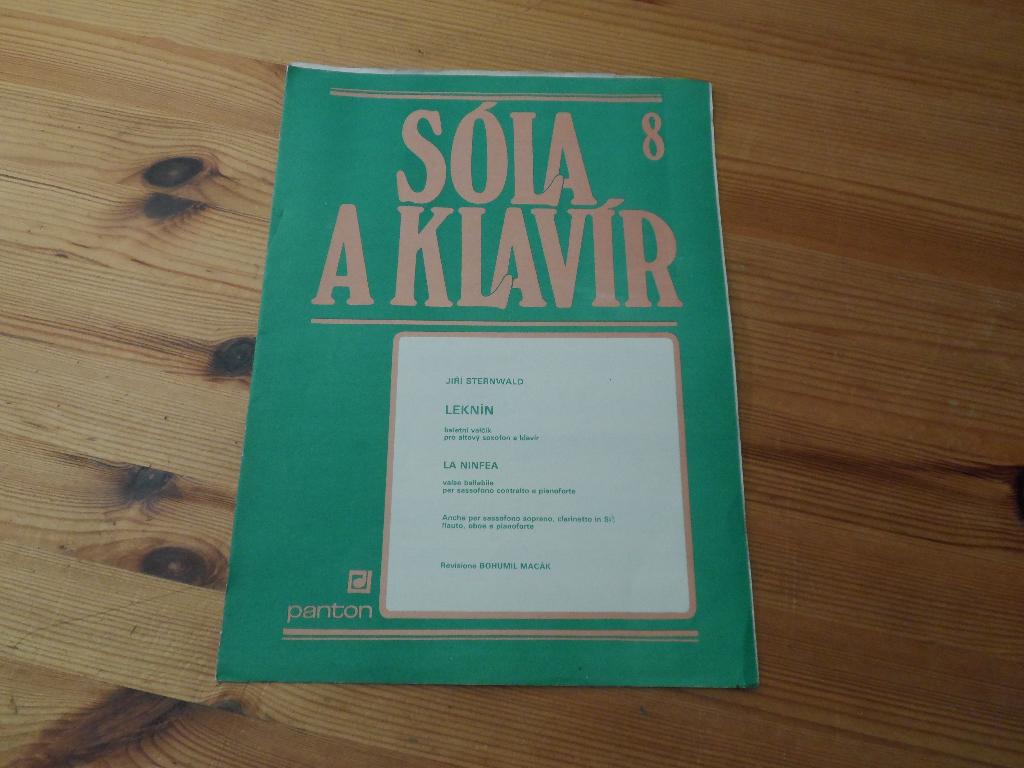 SÓLA
8
A KLAVÍR
JIŘÍ STERNWALD
LEKNÍN
baletní valčík
pro altový saxofon a klavír
LA NINFEA
valse ballabile
per sassofono contralto e pianoforte
Anche per sassofono soprano, clarinetto in Si♭
flauto, oboe e pianoforte
Revisione BOHUMIL MACÁK
panton